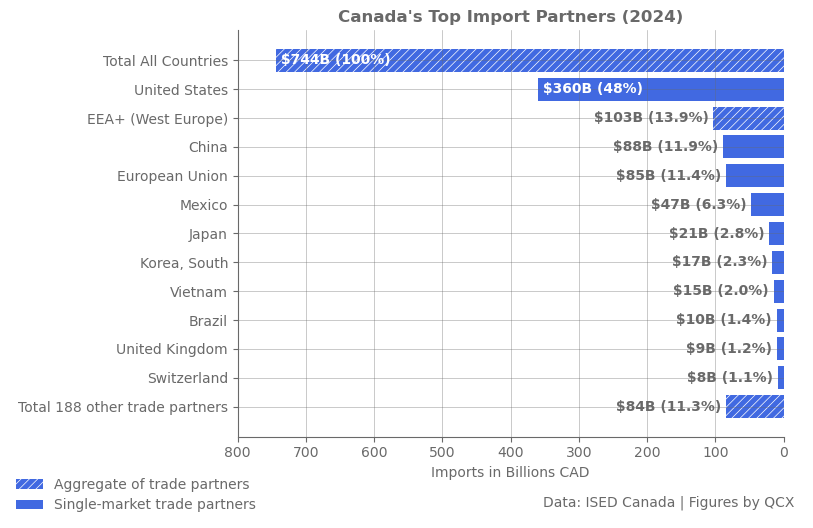 Canada's Top Import Partners (2024)
Total All Countries $744B (100%)
United States $360B (48%)
EEA+ (West Europe) $103B (13.9%)
China $88B (11.9%)
European Union $85B (11.4%)
Mexico $47B (6.3%)
Japan $21B (2.8%)
Korea, South $17B (2.3%)
Vietnam $15B (2.0%)
Brazil $10B (1.4%)
United Kingdom $9B (1.2%)
Switzerland $8B (1.1%)
Total 188 other trade partners $84B (11.3%)
800 700 600 500 400 300 200 100 0
Imports in Billions CAD
Aggregate of trade partners
Single-market trade partners
Data: ISED Canada | Figures by QCX